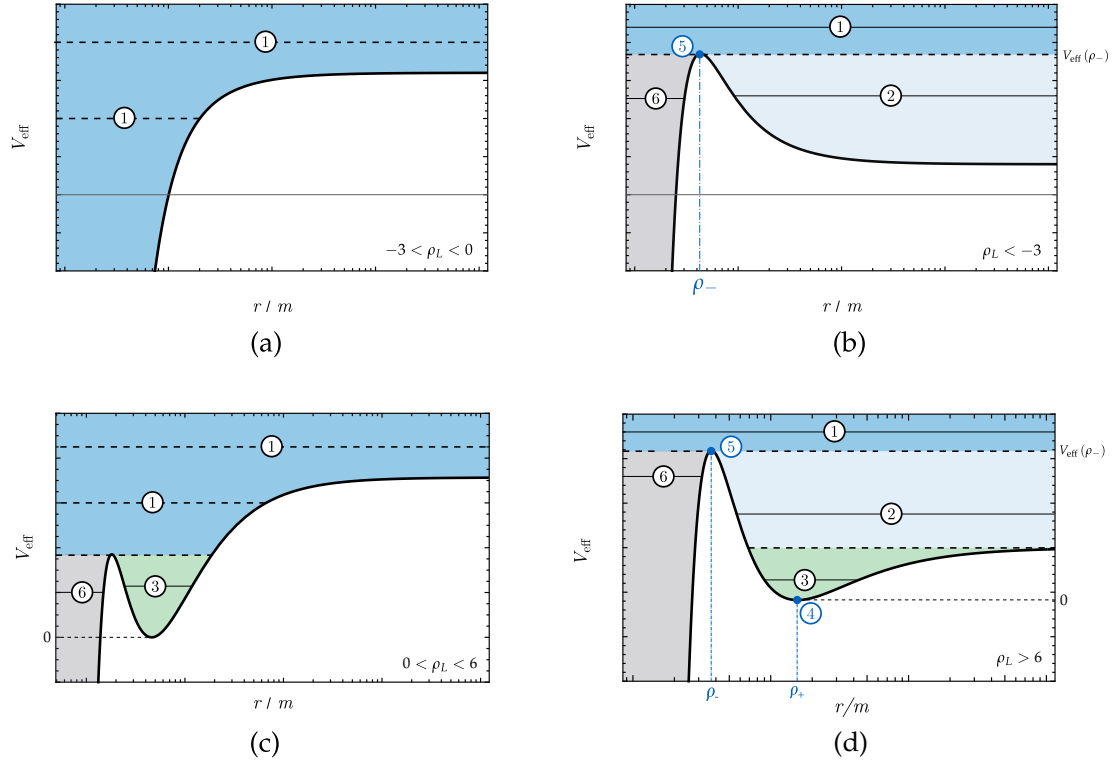 ①
①
V_eff
−3 < ρ_L < 0
r / m
(a)
①
⑤
V_eff (ρ_−)
⑥
②
V_eff
ρ_L < −3
ρ_−
r / m
(b)
①
①
V_eff
⑥
③
0
0 < ρ_L < 6
r / m
(c)
①
⑤
V_eff (ρ_−)
⑥
②
V_eff
③
④
0
ρ_L > 6
ρ_-
ρ_+
r/m
(d)